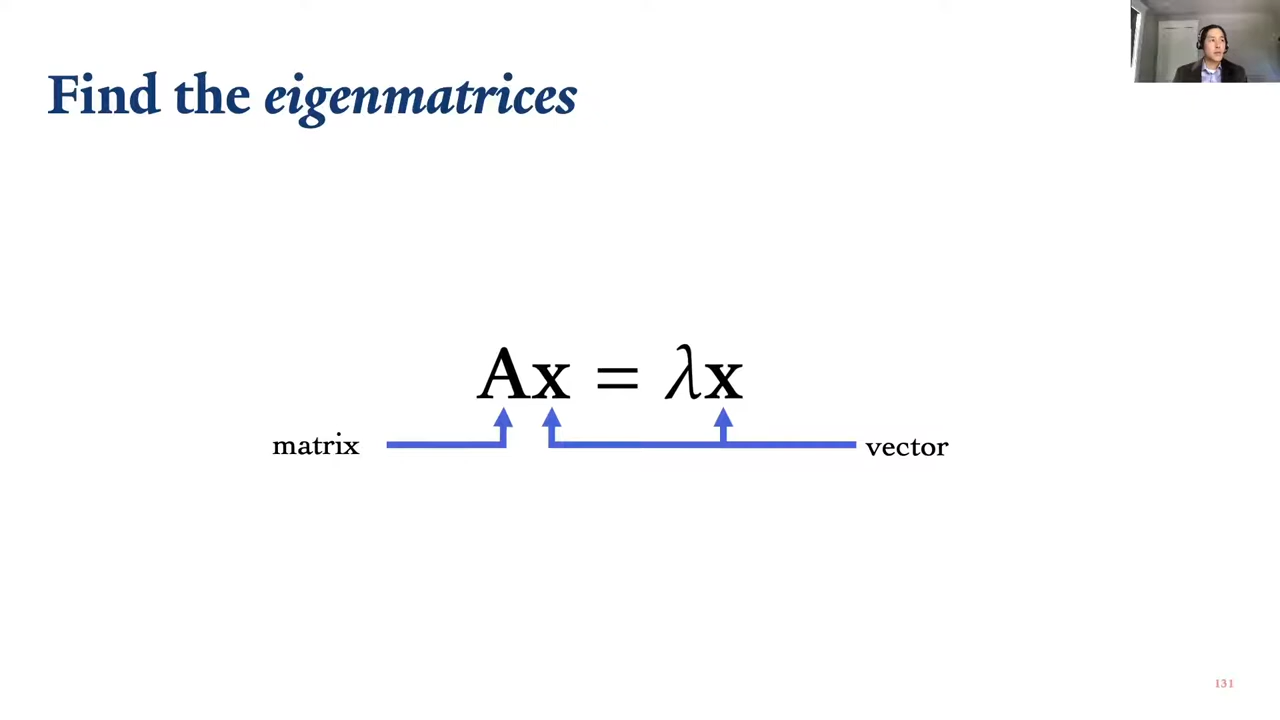 Find the eigenmatrices
Ax = λx
matrix
vector
131